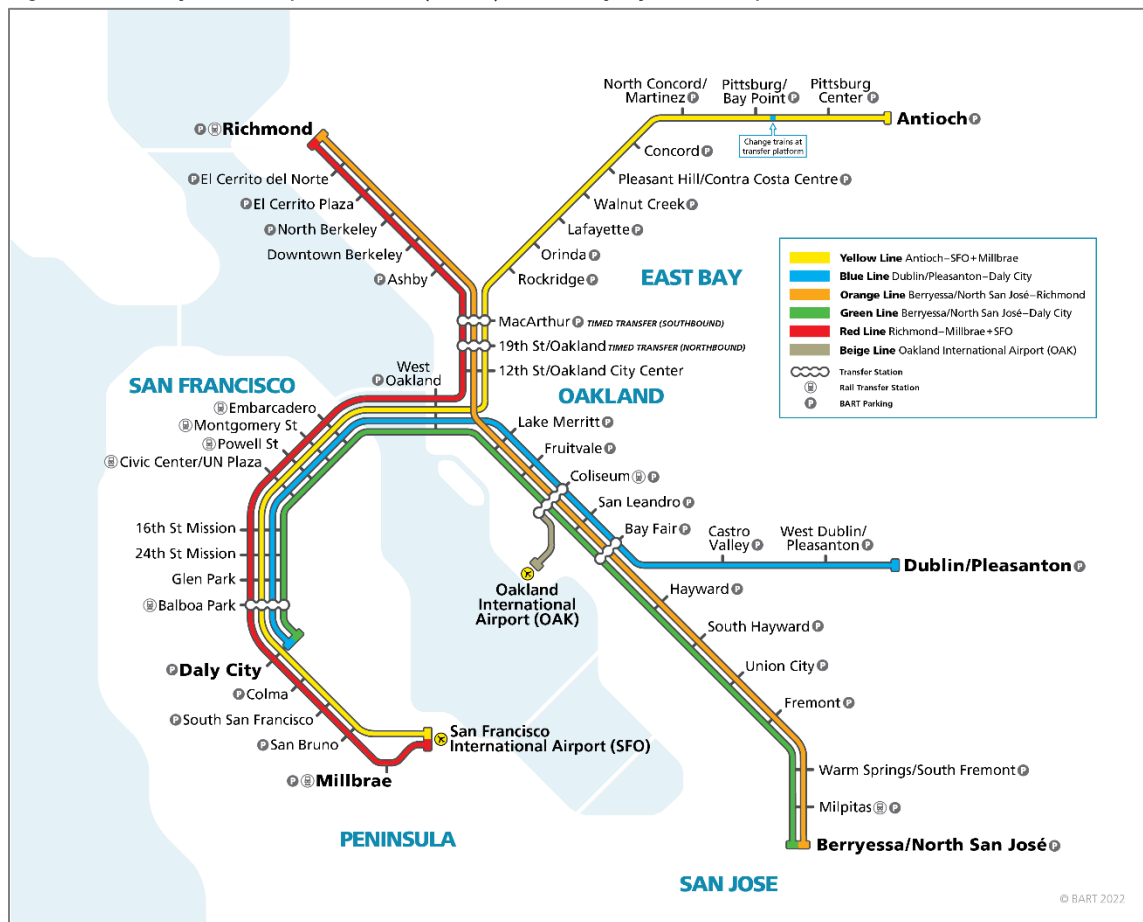 North Concord/
Martinez P
Pittsburg/
Bay Point P
Pittsburg
Center P
Antioch P
Change trains at
transfer platform
P Richmond
Concord P
P El Cerrito del Norte
Pleasant Hill/Contra Costa Centre P
P El Cerrito Plaza
Walnut Creek P
P North Berkeley
Lafayette P
Downtown Berkeley
Orinda P
P Ashby
Rockridge P
EAST BAY
Yellow Line Antioch–SFO+Millbrae
Blue Line Dublin/Pleasanton–Daly City
Orange Line Berryessa/North San José–Richmond
Green Line Berryessa/North San José–Daly City
Red Line Richmond–Millbrae+SFO
Beige Line Oakland International Airport (OAK)
Transfer Station
Rail Transfer Station
P BART Parking
MacArthur P TIMED TRANSFER (SOUTHBOUND)
19th St/Oakland TIMED TRANSFER (NORTHBOUND)
12th St/Oakland City Center
West
P Oakland
SAN FRANCISCO
OAKLAND
Embarcadero
Montgomery St
Powell St
Civic Center/UN Plaza
Lake Merritt P
Fruitvale P
Coliseum P
San Leandro P
Bay Fair P
16th St Mission
24th St Mission
Glen Park
Balboa Park
Castro
Valley P
West Dublin/
Pleasanton P
Dublin/Pleasanton P
Oakland
International
Airport (OAK)
Hayward P
South Hayward P
Union City P
Fremont P
P Daly City
P Colma
P South San Francisco
P San Bruno
San Francisco
International Airport (SFO)
P Millbrae
Warm Springs/South Fremont P
Milpitas P
Berryessa/North San José P
PENINSULA
SAN JOSE
© BART 2022